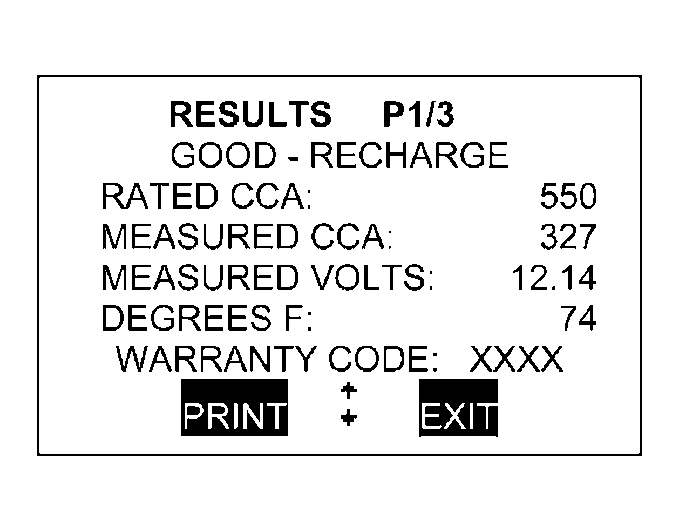 RESULTS P1/3
GOOD - RECHARGE
RATED CCA: 550
MEASURED CCA: 327
MEASURED VOLTS: 12.14
DEGREES F: 74
WARRANTY CODE: XXXX
PRINT EXIT